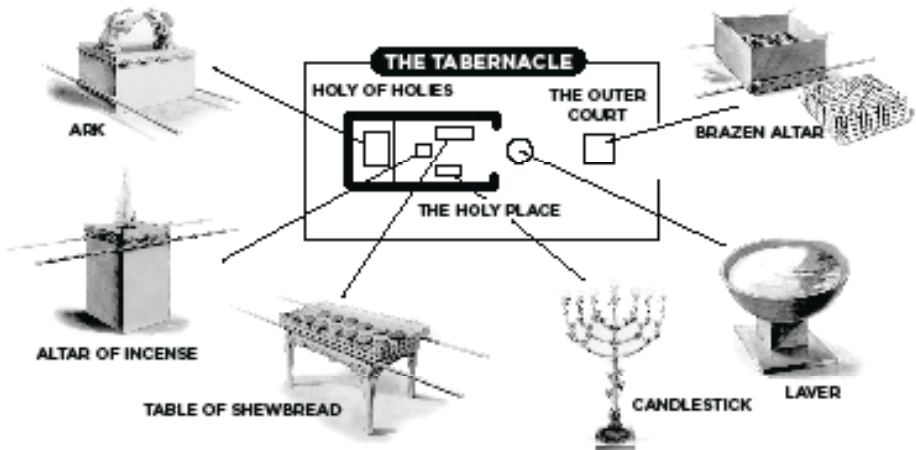 THE TABERNACLE
HOLY OF HOLIES
THE OUTER
COURT
ARK
BRAZEN ALTAR
THE HOLY PLACE
ALTAR OF INCENSE
TABLE OF SHEWBREAD
CANDLESTICK
LAVER